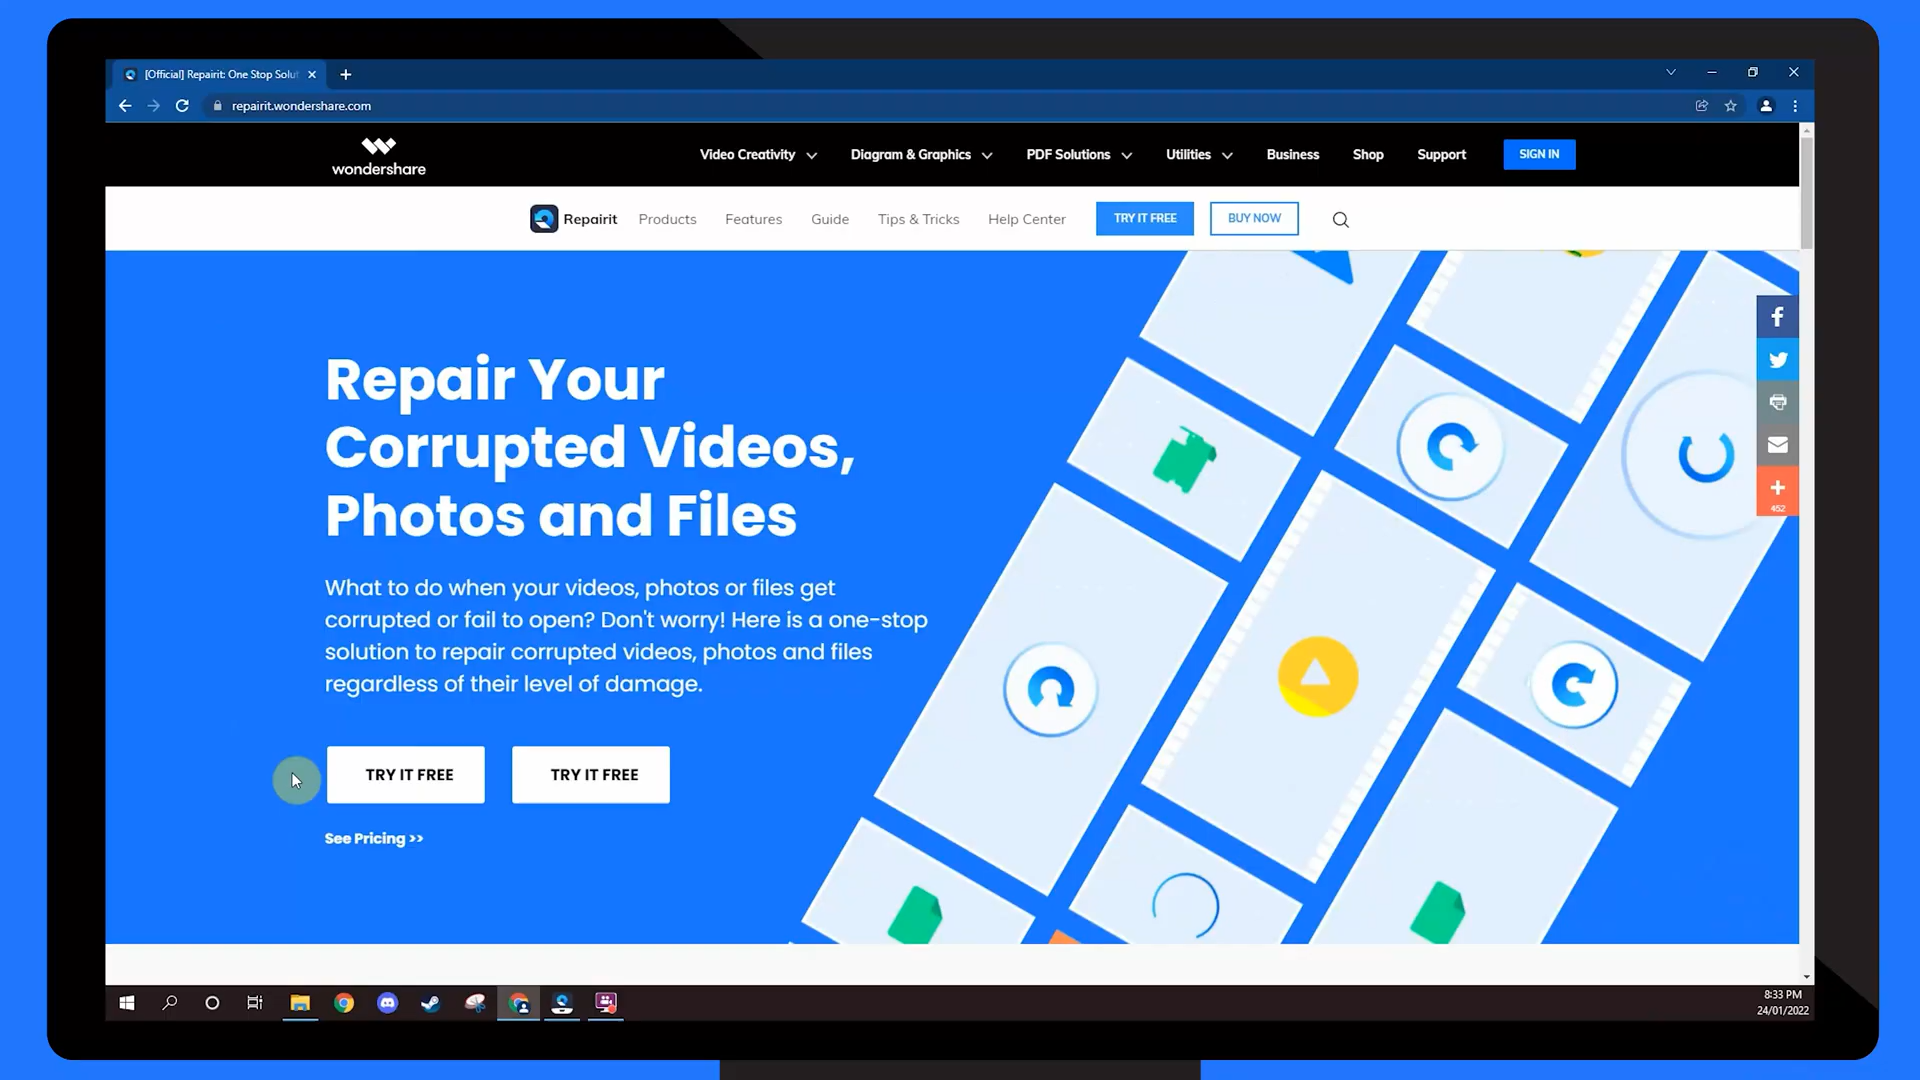 [Official] Repairit: One Stop Solut
repairit.wondershare.com
wondershare
Video Creativity
Diagram & Graphics
PDF Solutions
Utilities
Business
Shop
Support
SIGN IN
Repairit
Products
Features
Guide
Tips & Tricks
Help Center
TRY IT FREE
BUY NOW
Repair Your
Corrupted Videos,
Photos and Files
What to do when your videos, photos or files get
corrupted or fail to open? Don't worry! Here is a one-stop
solution to repair corrupted videos, photos and files
regardless of their level of damage.
TRY IT FREE
TRY IT FREE
See Pricing >>
452
8:33 PM
24/01/2022